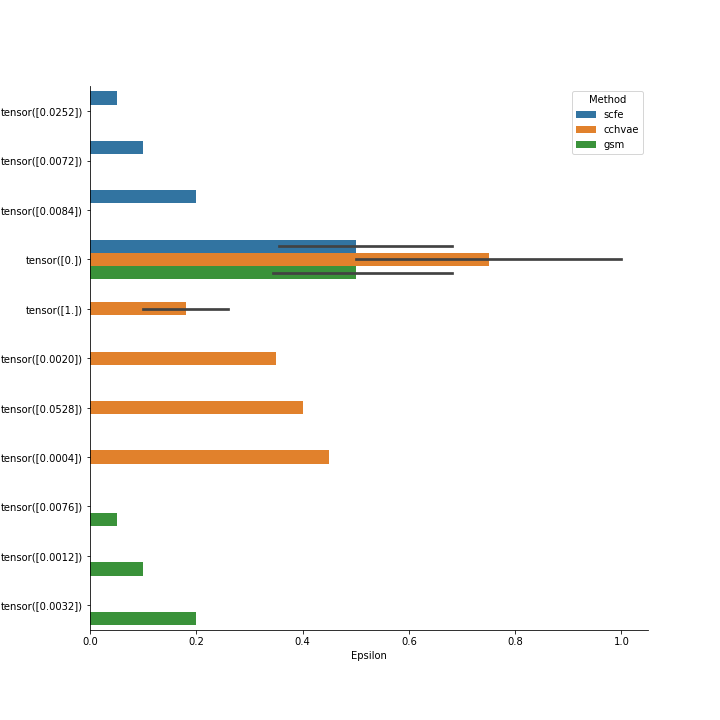 Method
scfe
cchvae
gsm
tensor([0.0252])
tensor([0.0072])
tensor([0.0084])
tensor([0.])
tensor([1.])
tensor([0.0020])
tensor([0.0528])
tensor([0.0004])
tensor([0.0076])
tensor([0.0012])
tensor([0.0032])
0.0 0.2 0.4 0.6 0.8 1.0
Epsilon